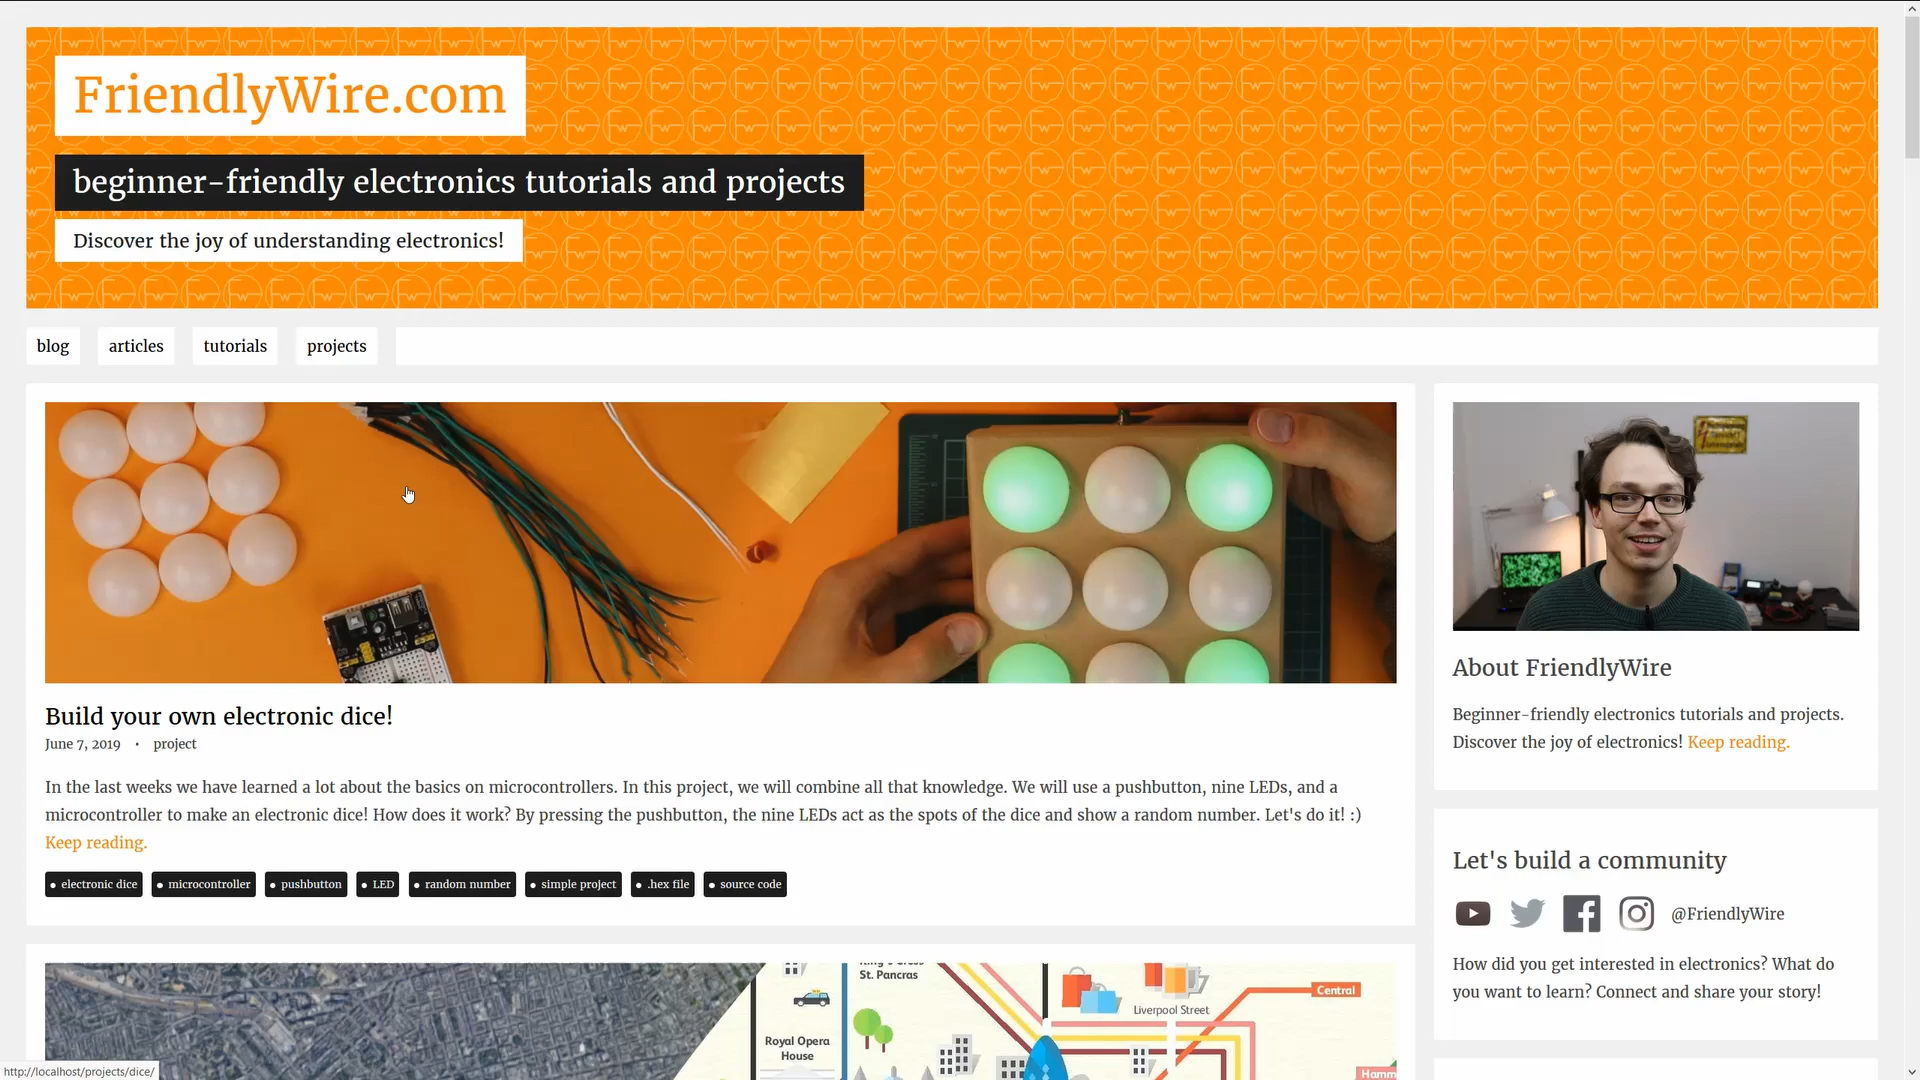 FriendlyWire.com
beginner-friendly electronics tutorials and projects
Discover the joy of understanding electronics!
blog
articles
tutorials
projects
Build your own electronic dice!
June 7, 2019 • project
In the last weeks we have learned a lot about the basics on microcontrollers. In this project, we will combine all that knowledge. We will use a pushbutton, nine LEDs, and a
microcontroller to make an electronic dice! How does it work? By pressing the pushbutton, the nine LEDs act as the spots of the dice and show a random number. Let's do it! :)
Keep reading.
electronic dice
microcontroller
pushbutton
LED
random number
simple project
.hex file
source code
St. Pancras
Central
Liverpool Street
Royal Opera
House
About FriendlyWire
Beginner-friendly electronics tutorials and projects.
Discover the joy of electronics! Keep reading.
Let's build a community
@FriendlyWire
How did you get interested in electronics? What do
you want to learn? Connect and share your story!
http://localhost/projects/dice/